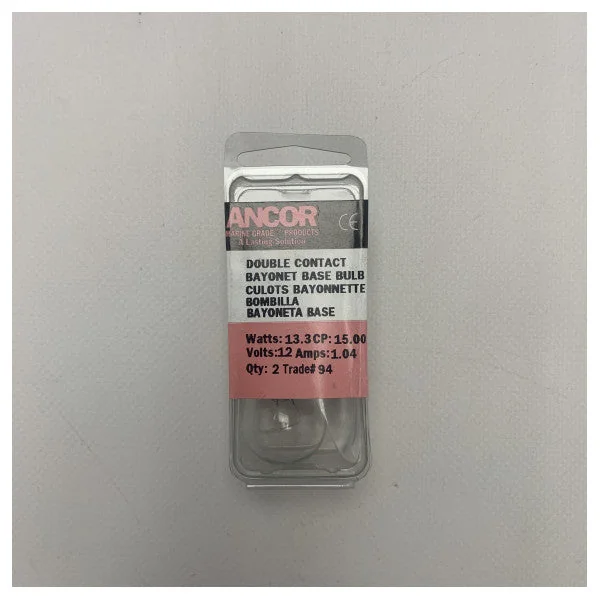 ANCOR
CE
MARINE GRADE PRODUCTS
A Lasting Solution
DOUBLE CONTACT
BAYONET BASE BULB
CULOTS BAYONNETTE
BOMBILLA
BAYONETA BASE
Watts: 13.3 CP: 15.00
Volts: 12 Amps: 1.04
Qty: 2 Trade# 94